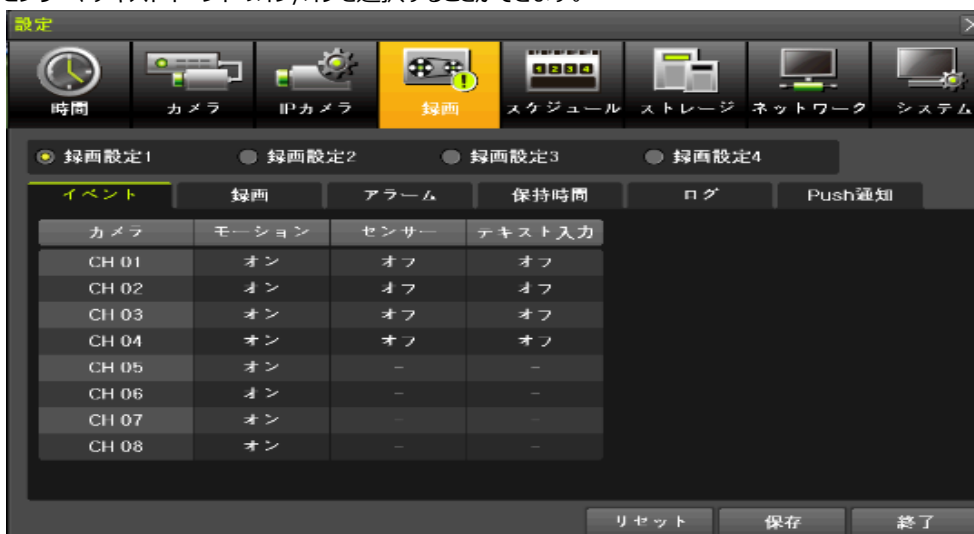 設定
時間 カメラ IPカメラ 録画 スケジュール ストレージ ネットワーク システム
録画設定1 録画設定2 録画設定3 録画設定4
イベント 録画 アラーム 保持時間 ログ Push通知
カメラ モーション センサー テキスト入力
CH 01 オン オフ オフ
CH 02 オン オフ オフ
CH 03 オン オフ オフ
CH 04 オン オフ オフ
CH 05 オン – –
CH 06 オン – –
CH 07 オン – –
CH 08 オン – –
リセット 保存 終了